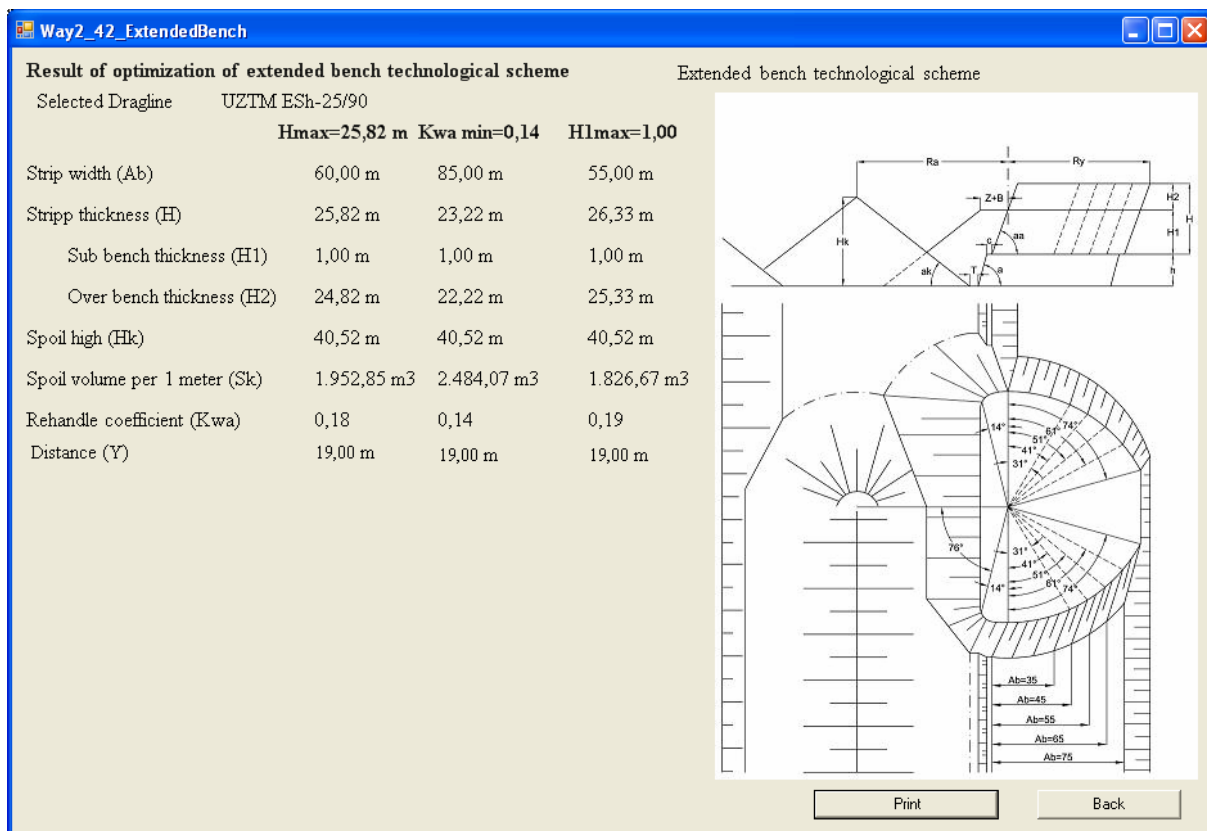 Way2_42_ExtendedBench
Result of optimization of extended bench technological scheme
Selected Dragline UZTM ESh-25/90
Hmax=25,82 m Kwa min=0,14 H1max=1,00
Strip width (Ab) 60,00 m 85,00 m 55,00 m
Stripp thickness (H) 25,82 m 23,22 m 26,33 m
Sub bench thickness (H1) 1,00 m 1,00 m 1,00 m
Over bench thickness (H2) 24,82 m 22,22 m 25,33 m
Spoil high (Hk) 40,52 m 40,52 m 40,52 m
Spoil volume per 1 meter (Sk) 1.952,85 m3 2.484,07 m3 1.826,67 m3
Rehandle coefficient (Kwa) 0,18 0,14 0,19
Distance (Y) 19,00 m 19,00 m 19,00 m
Extended bench technological scheme
Ra Ry
Z+B H2
H
Hk H1
c aa
ak T a h
14° 61° 74°
51°
41°
31°
76° 31°
41°
51°
14° 61° 74°
Ab=35
Ab=45
Ab=55
Ab=65
Ab=75
Print Back